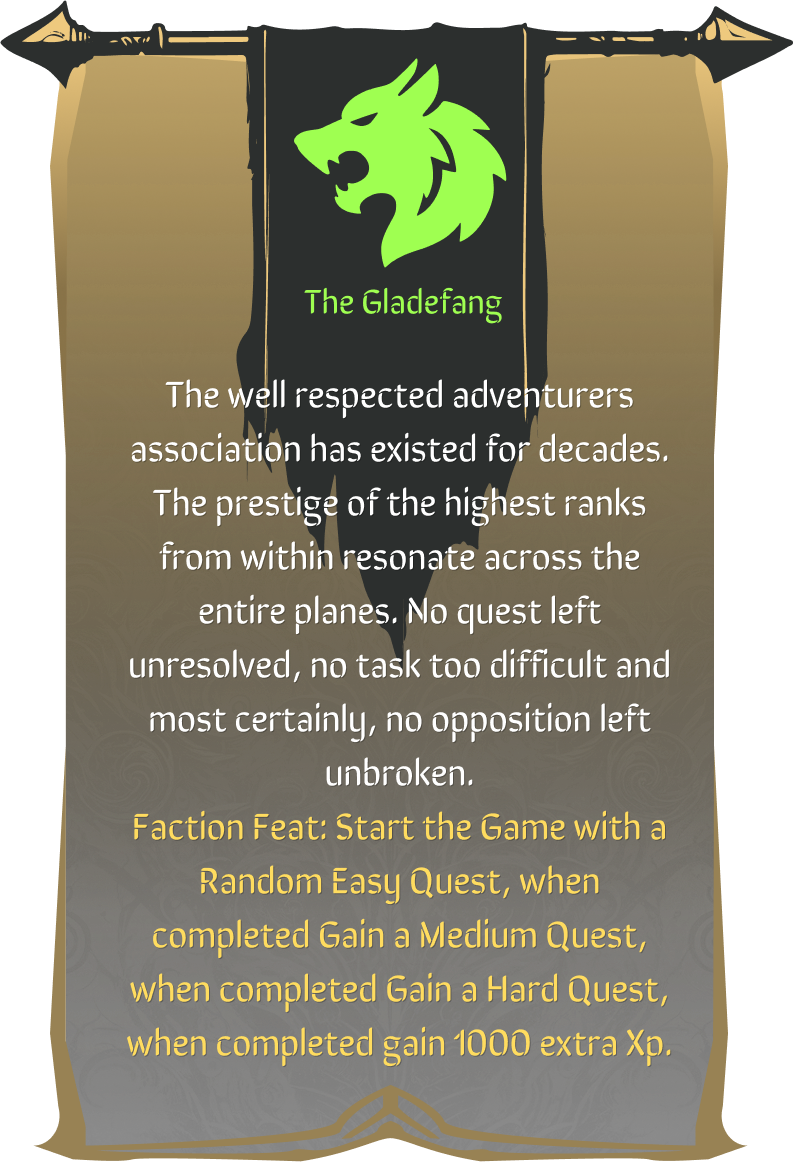 The Gladefang
The well respected adventurers
association has existed for decades.
The prestige of the highest ranks
from within resonate across the
entire planes. No quest left
unresolved, no task too difficult and
most certainly, no opposition left
unbroken.
Faction Feat: Start the Game with a
Random Easy Quest, when
completed Gain a Medium Quest,
when completed Gain a Hard Quest,
when completed gain 1000 extra Xp.